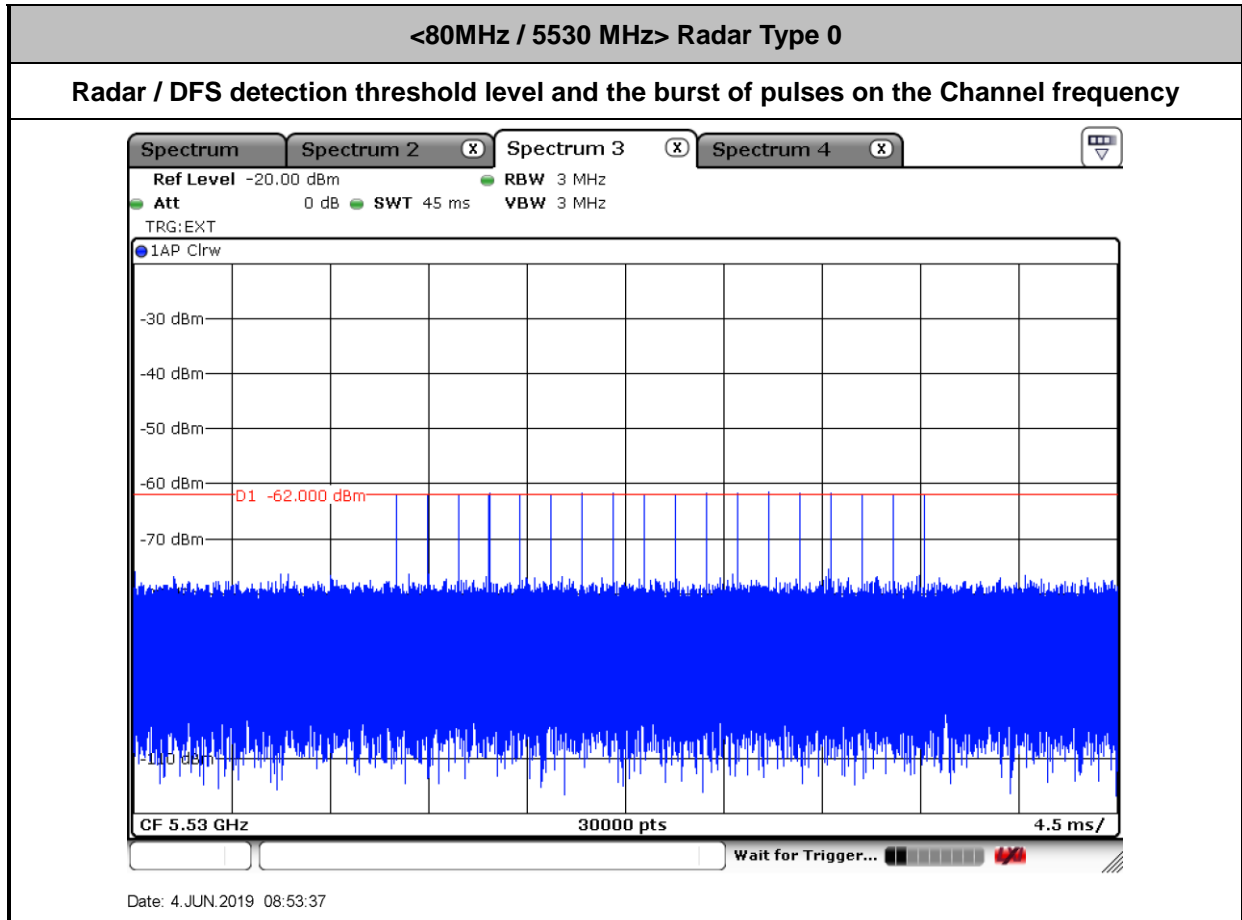 <80MHz / 5530 MHz> Radar Type 0
Radar / DFS detection threshold level and the burst of pulses on the Channel frequency
Spectrum Spectrum 2 X Spectrum 3 X Spectrum 4 X
Ref Level -20.00 dBm RBW 3 MHz
Att 0 dB SWT 45 ms VBW 3 MHz
TRG:EXT
1AP Clrw
-30 dBm
-40 dBm
-50 dBm
-60 dBm
D1 -62.000 dBm
-70 dBm
-110 dBm
CF 5.53 GHz 30000 pts 4.5 ms/
Wait for Trigger...
Date: 4.JUN.2019 08:53:37